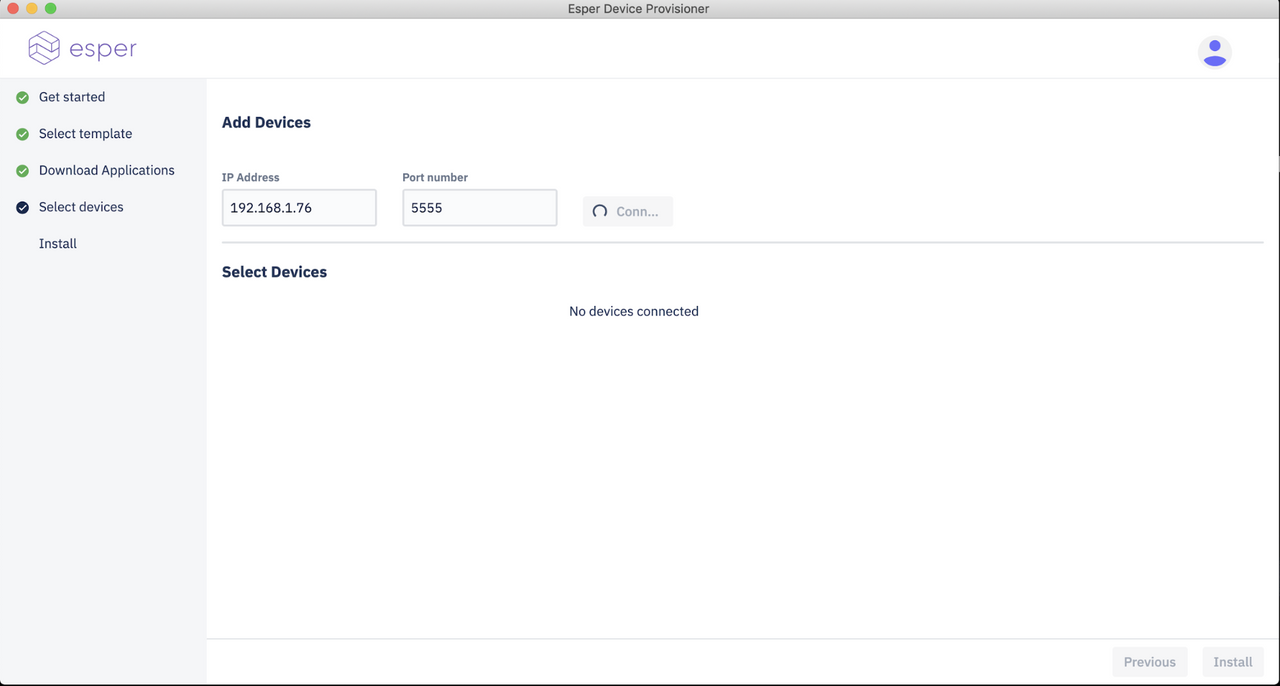 Esper Device Provisioner
esper
Get started
Select template
Download Applications
Select devices
Install
Add Devices
IP Address
Port number
192.168.1.76
5555
Conn...
Select Devices
No devices connected
Previous
Install